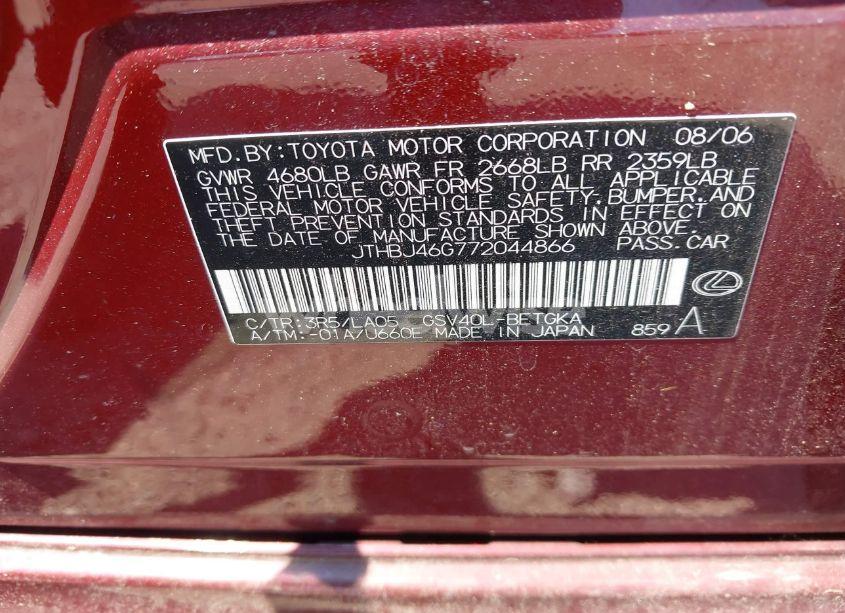 MFD.BY:TOYOTA MOTOR CORPORATION 08/06
GVWR 4680LB GAWR FR 2668LB RR 2359LB
THIS VEHICLE CONFORMS TO ALL APPLICABLE
FEDERAL MOTOR VEHICLE SAFETY,BUMPER,AND
THEFT PREVENTION STANDARDS IN EFFECT ON
THE DATE OF MANUFACTURE SHOWN ABOVE.
JTHBJ46G772044866 PASS.CAR
C/TR:3R5/LA05 GSV40L-BETGKA
A/TM:-01A/U660E MADE IN JAPAN 859 A